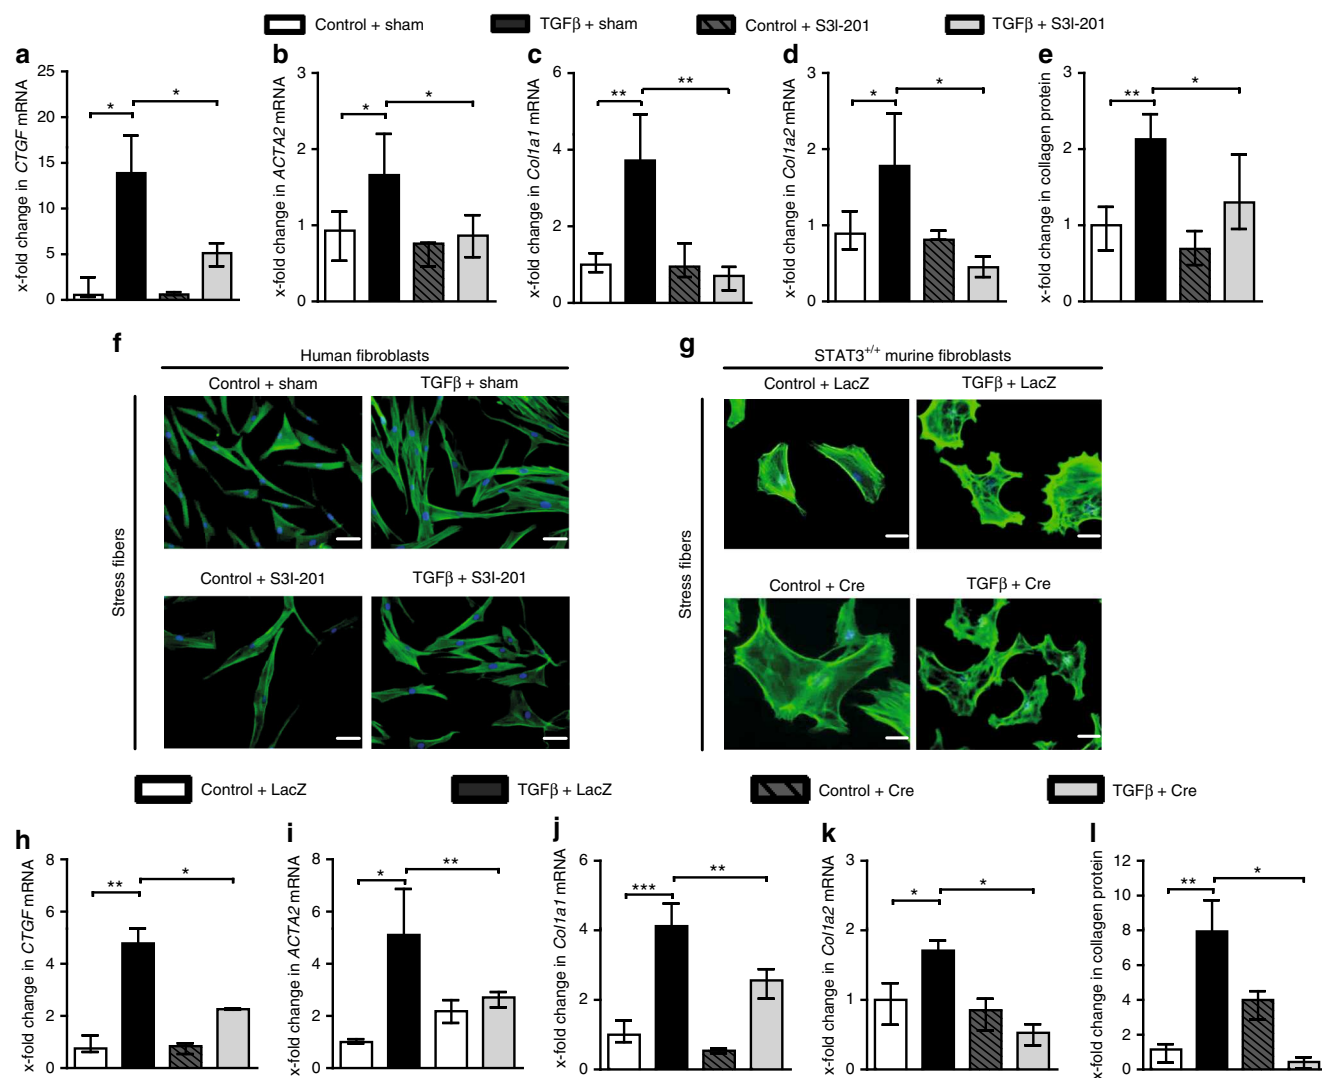 Control + sham
TGFβ + sham
Control + S3I-201
TGFβ + S3I-201
a
x-fold change in CTGF mRNA
25
20
15
10
5
0
*
*
b
x-fold change in ACTA2 mRNA
3
2
1
0
*
*
c
x-fold change in Col1a1 mRNA
6
4
2
0
**
**
d
x-fold change in Col1a2 mRNA
3
2
1
0
*
*
e
x-fold change in collagen protein
3
2
1
0
**
*
f
Human fibroblasts
Control + sham
TGFβ + sham
Stress fibers
Control + S3I-201
TGFβ + S3I-201
g
STAT3+/+ murine fibroblasts
Control + LacZ
TGFβ + LacZ
Stress fibers
Control + Cre
TGFβ + Cre
Control + LacZ
TGFβ + LacZ
Control + Cre
TGFβ + Cre
h
x-fold change in CTGF mRNA
8
6
4
2
0
**
*
i
x-fold change in ACTA2 mRNA
8
6
4
2
0
*
**
j
x-fold change in Col1a1 mRNA
6
4
2
0
***
**
k
x-fold change in Col1a2 mRNA
3
2
1
0
*
*
l
x-fold change in collagen protein
12
10
8
6
4
2
0
**
*